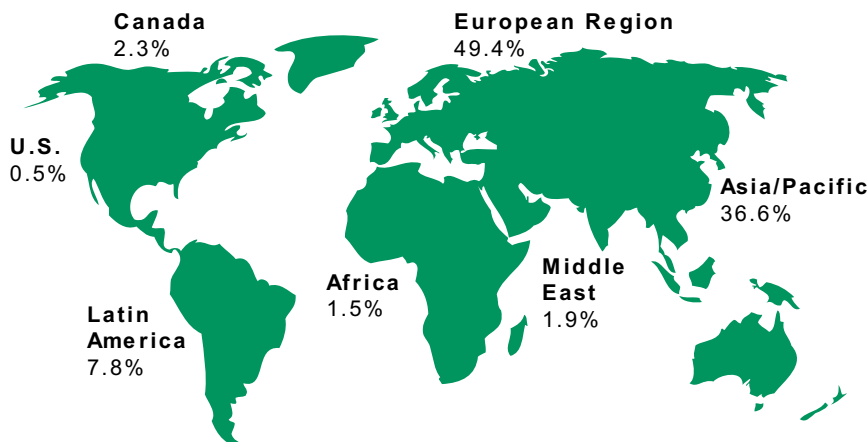 Canada
2.3%
European Region
49.4%
U.S.
0.5%
Asia/Pacific
36.6%
Africa
1.5%
Middle
East
1.9%
Latin
America
7.8%